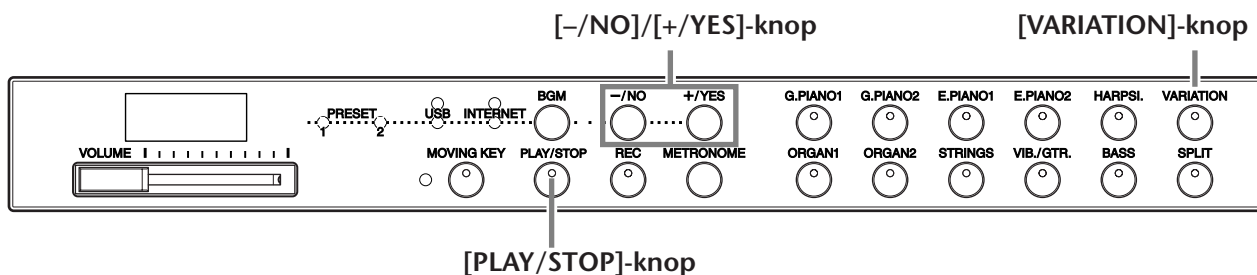 [–/NO]/[+/YES]-knop [VARIATION]-knop
BGM –/NO +/YES G.PIANO1 G.PIANO2 E.PIANO1 E.PIANO2 HARPSI. VARIATION
PRESET USB INTERNET
1 2
VOLUME MOVING KEY PLAY/STOP REC METRONOME ORGAN1 ORGAN2 STRINGS VIB./GTR. BASS SPLIT
[PLAY/STOP]-knop